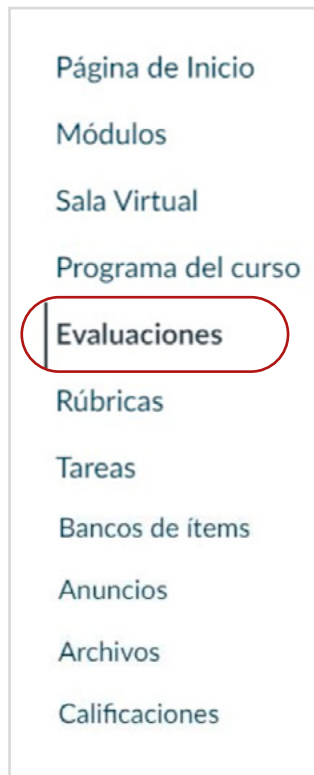 Página de Inicio
Módulos
Sala Virtual
Programa del curso
Evaluaciones
Rúbricas
Tareas
Bancos de ítems
Anuncios
Archivos
Calificaciones